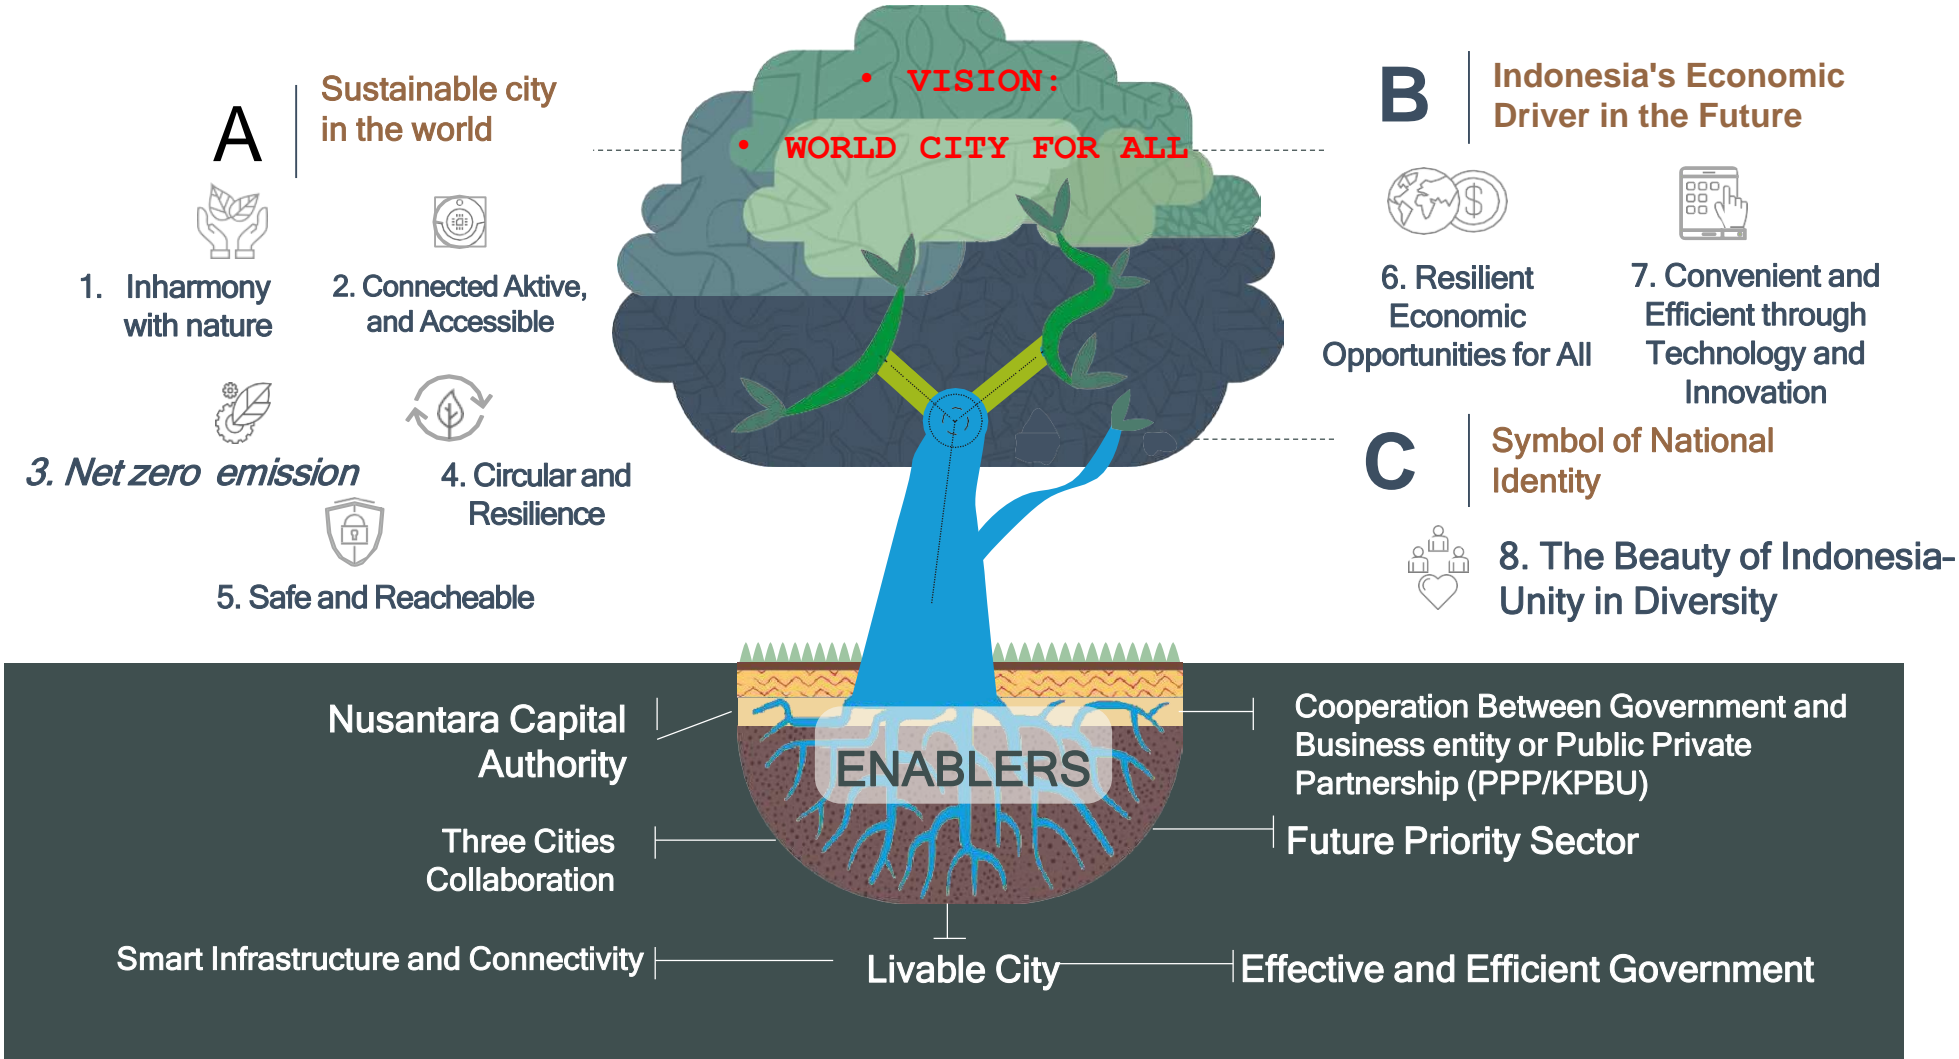 • VISION:
• WORLD CITY FOR ALL
A
Sustainable city
in the world
1. Inharmony
with nature
2. Connected Aktive,
and Accessible
3. Net zero emission
4. Circular and
Resilience
5. Safe and Reacheable
B
Indonesia's Economic
Driver in the Future
6. Resilient
Economic
Opportunities for All
7. Convenient and
Efficient through
Technology and
Innovation
C
Symbol of National
Identity
8. The Beauty of Indonesia–
Unity in Diversity
ENABLERS
Nusantara Capital
Authority
Three Cities
Collaboration
Smart Infrastructure and Connectivity
Livable City
Cooperation Between Government and
Business entity or Public Private
Partnership (PPP/KPBU)
Future Priority Sector
Effective and Efficient Government